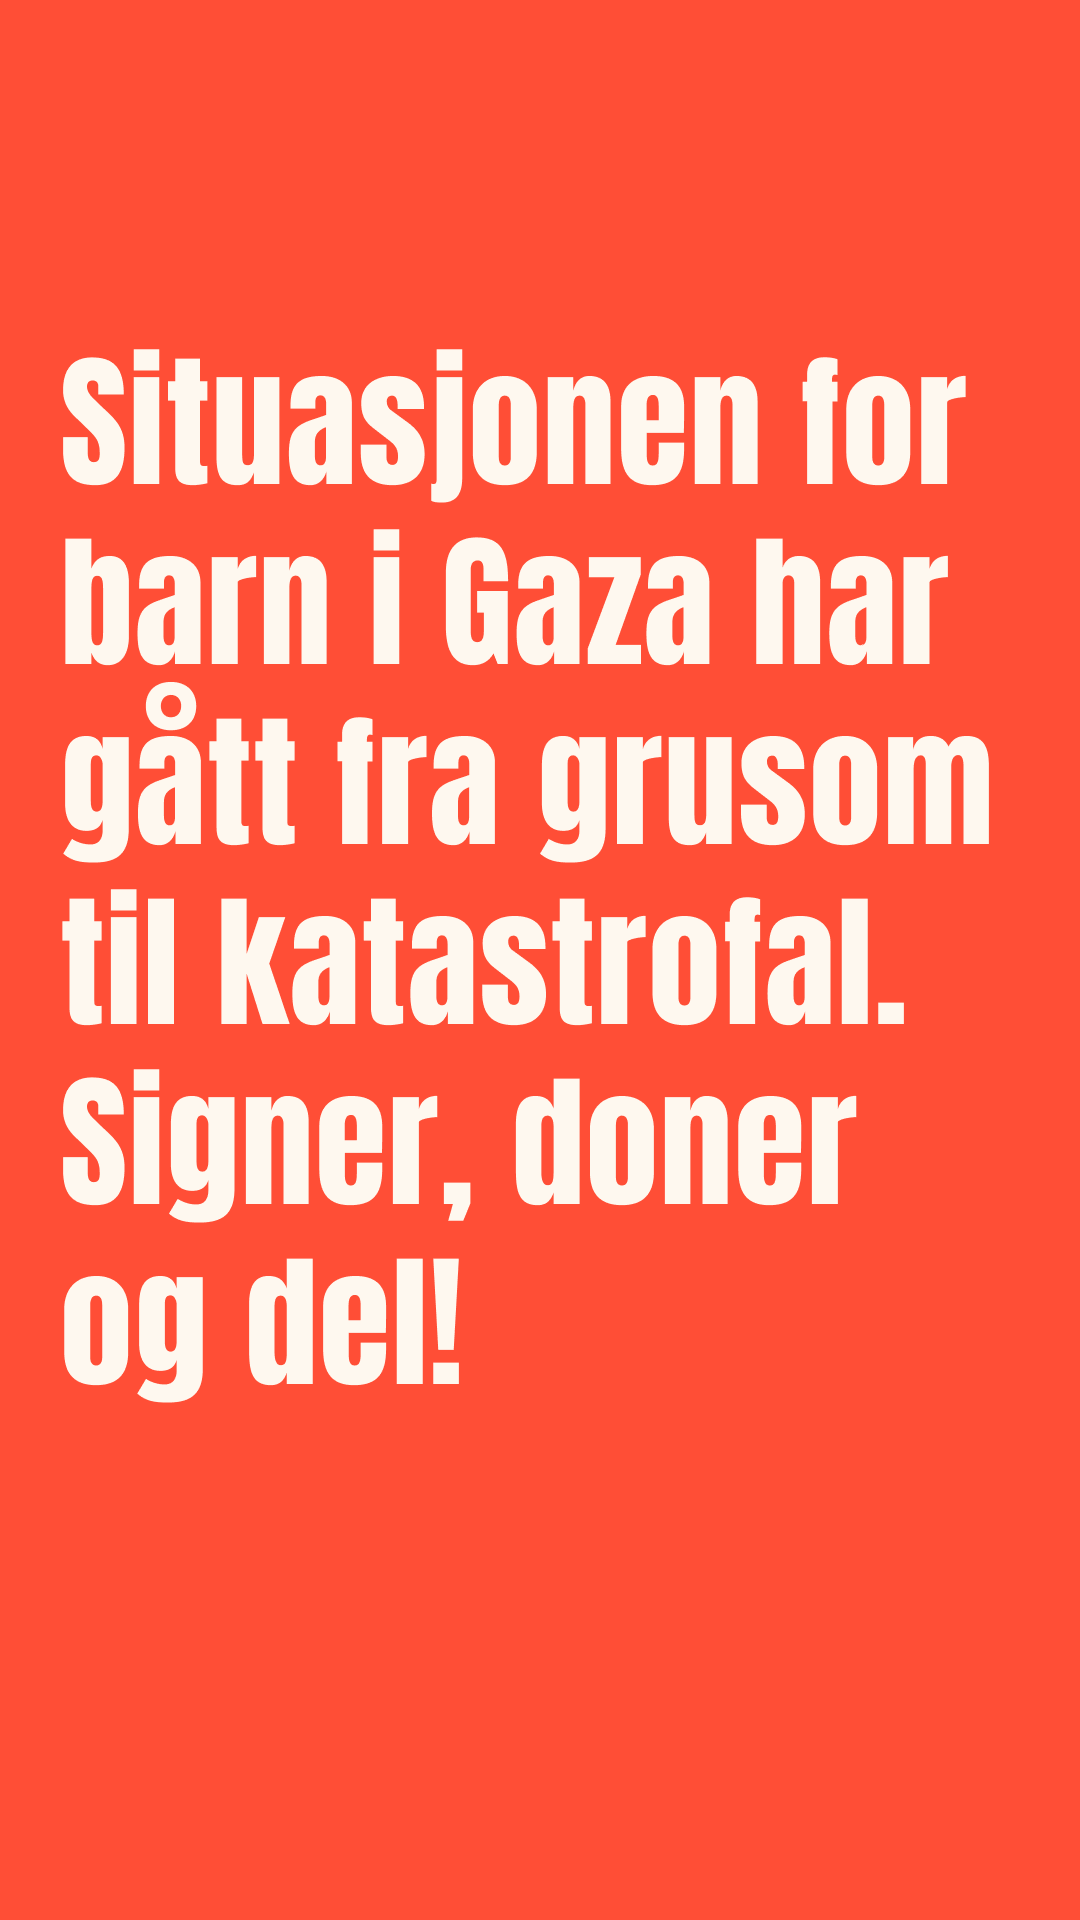 Situasjonen for
barn i Gaza har
gått fra grusom
til katastrofal.
Signer, doner
og del!